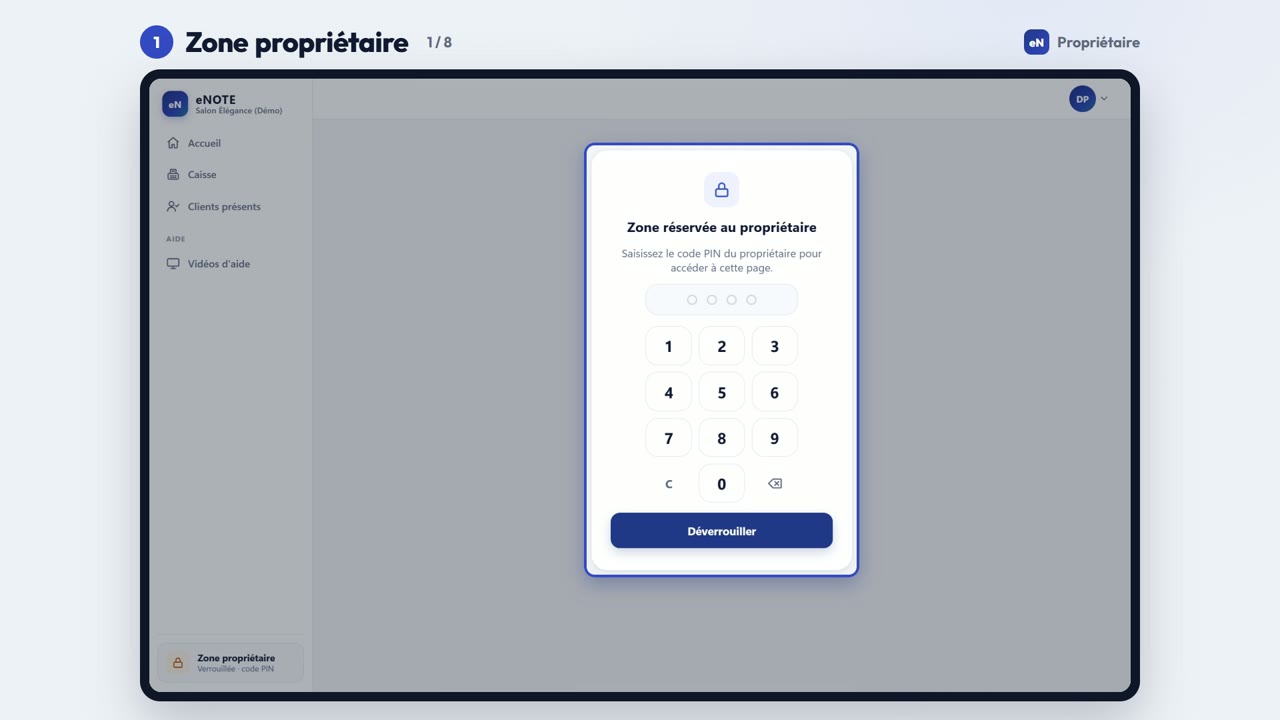 1 Zone propriétaire 1 / 8
eN Propriétaire
eN eNOTE
Salon Élégance (Démo)
DP
Accueil
Caisse
Clients présents
AIDE
Vidéos d'aide
Zone réservée au propriétaire
Saisissez le code PIN du propriétaire pour
accéder à cette page.
1 2 3
4 5 6
7 8 9
C 0
Déverrouiller
Zone propriétaire
Verrouillée · code PIN